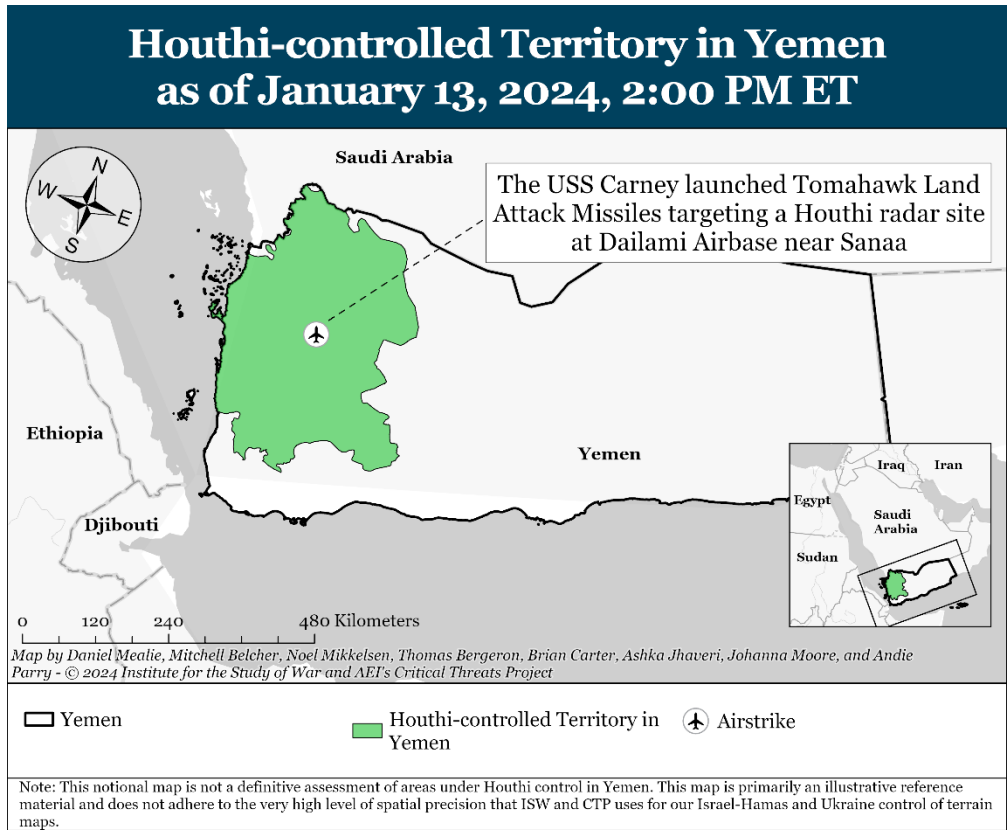 Houthi-controlled Territory in Yemen
as of January 13, 2024, 2:00 PM ET
N
W
E
S
Saudi Arabia
The USS Carney launched Tomahawk Land
Attack Missiles targeting a Houthi radar site
at Dailami Airbase near Sanaa
Ethiopia
Yemen
Djibouti
Iraq
Iran
Egypt
Saudi
Arabia
Sudan
0 120 240 480 Kilometers
Map by Daniel Mealie, Mitchell Belcher, Noel Mikkelsen, Thomas Bergeron, Brian Carter, Ashka Jhaveri, Johanna Moore, and Andie
Parry - © 2024 Institute for the Study of War and AEI's Critical Threats Project
Yemen
Houthi-controlled Territory in
Yemen
Airstrike
Note: This notional map is not a definitive assessment of areas under Houthi control in Yemen. This map is primarily an illustrative reference
material and does not adhere to the very high level of spatial precision that ISW and CTP uses for our Israel-Hamas and Ukraine control of terrain
maps.